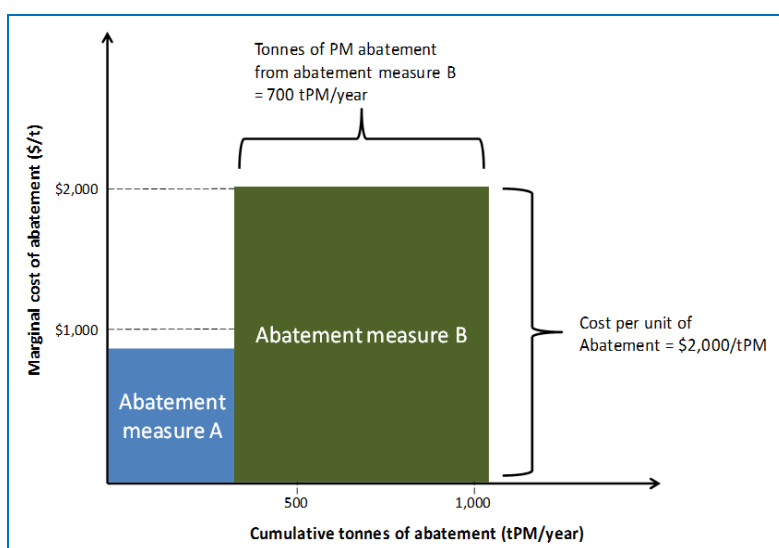 Tonnes of PM abatement
from abatement measure B
= 700 tPM/year
Marginal cost of abatement ($/t)
$2,000
$1,000
Abatement measure B
Cost per unit of
Abatement = $2,000/tPM
Abatement
measure A
500
1,000
Cumulative tonnes of abatement (tPM/year)